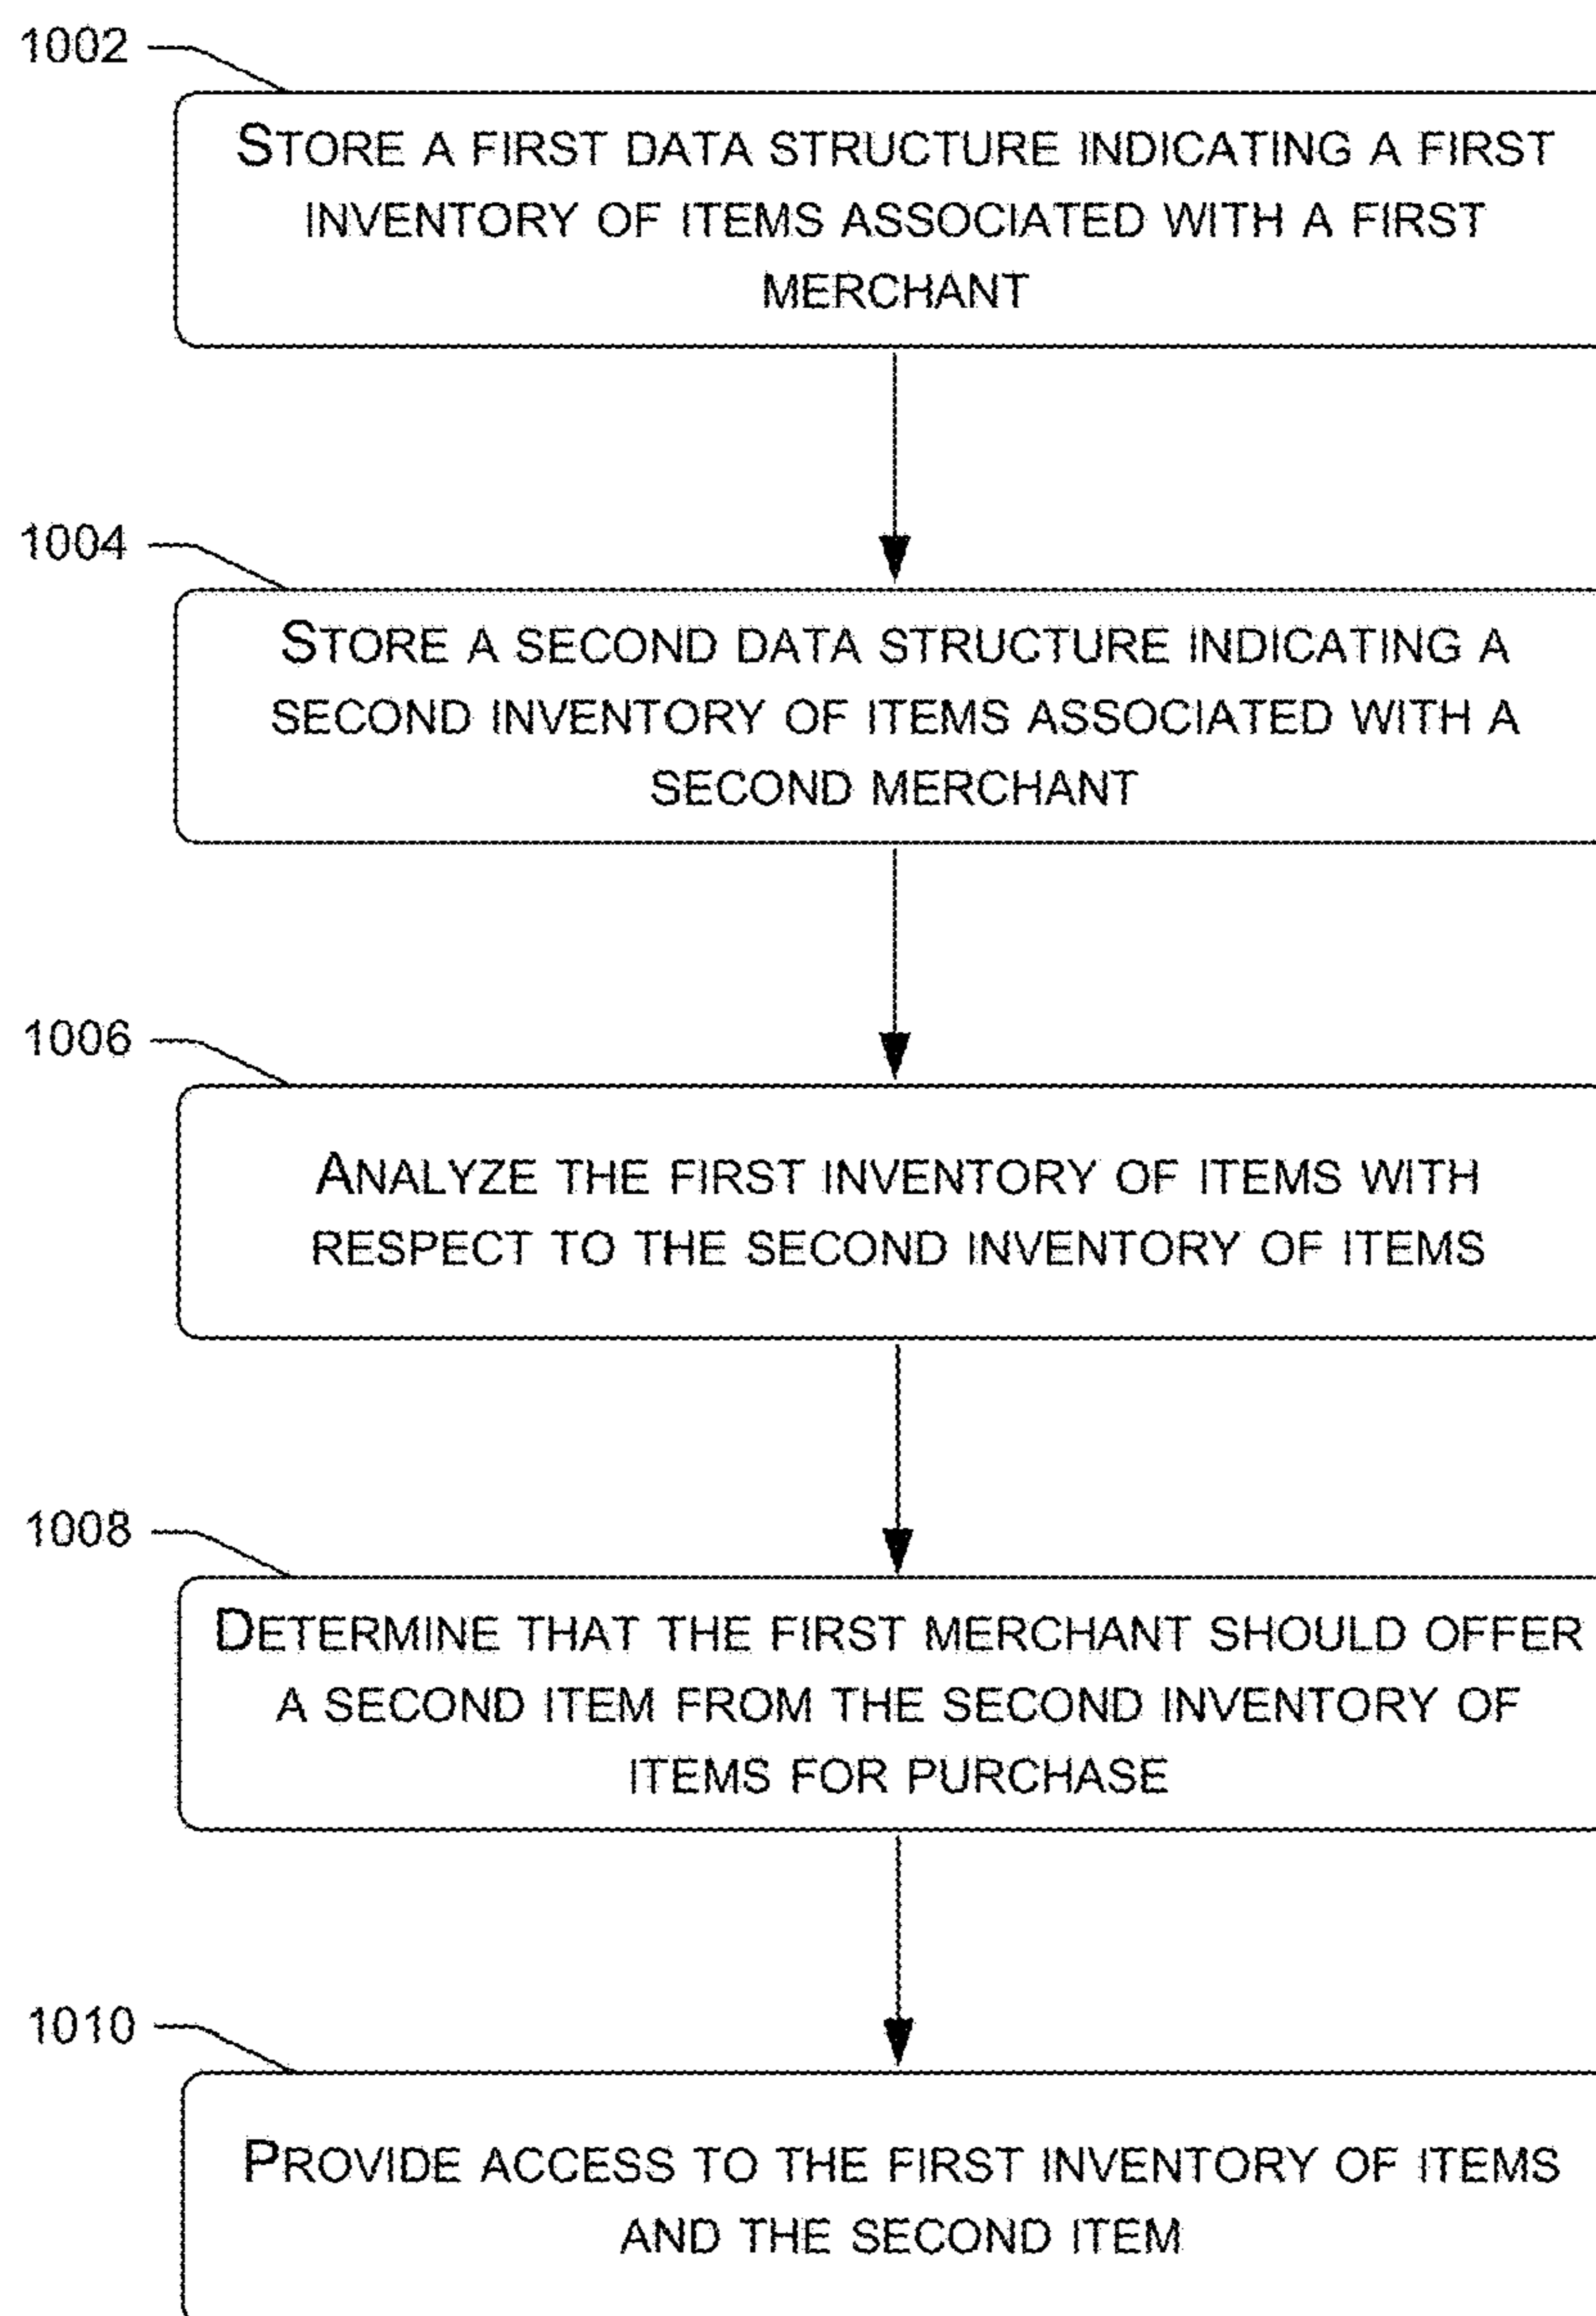 1002
STORE A FIRST DATA STRUCTURE INDICATING A FIRST
INVENTORY OF ITEMS ASSOCIATED WITH A FIRST
MERCHANT
1004
STORE A SECOND DATA STRUCTURE INDICATING A
SECOND INVENTORY OF ITEMS ASSOCIATED WITH A
SECOND MERCHANT
1006
ANALYZE THE FIRST INVENTORY OF ITEMS WITH
RESPECT TO THE SECOND INVENTORY OF ITEMS
1008
DETERMINE THAT THE FIRST MERCHANT SHOULD OFFER
A SECOND ITEM FROM THE SECOND INVENTORY OF
ITEMS FOR PURCHASE
1010
PROVIDE ACCESS TO THE FIRST INVENTORY OF ITEMS
AND THE SECOND ITEM